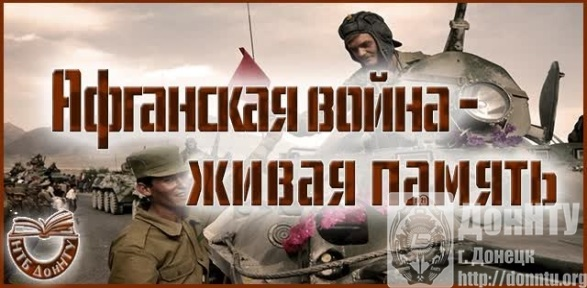 Афганская война -
живая память
НТБ ДонНТУ
ДонНТУ
г. Донецк
http://donntu.org